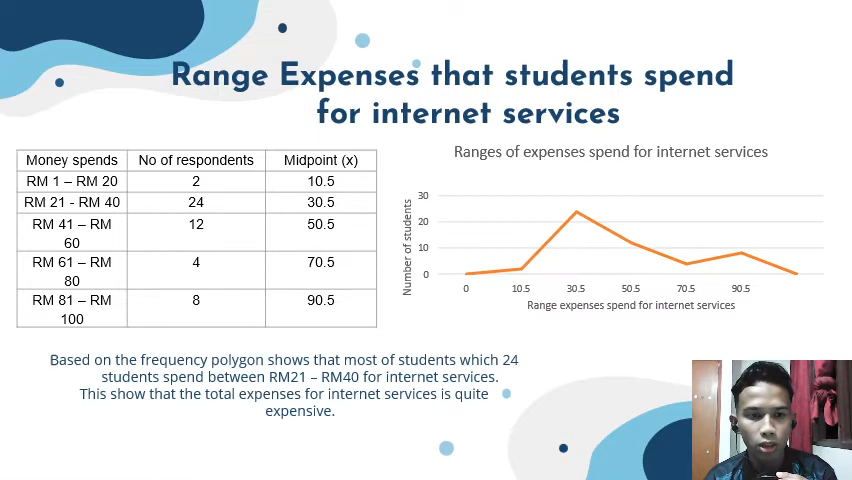 Range Expenses that students spend
for internet services
Money spends No of respondents Midpoint (x)
RM 1 – RM 20 2 10.5
RM 21 - RM 40 24 30.5
RM 41 – RM 12 50.5
60
RM 61 – RM 4 70.5
80
RM 81 – RM 8 90.5
100
Ranges of expenses spend for internet services
Number of students
30
20
10
0
0 10.5 30.5 50.5 70.5 90.5
Range expenses spend for internet services
Based on the frequency polygon shows that most of students which 24
students spend between RM21 – RM40 for internet services.
This show that the total expenses for internet services is quite
expensive.